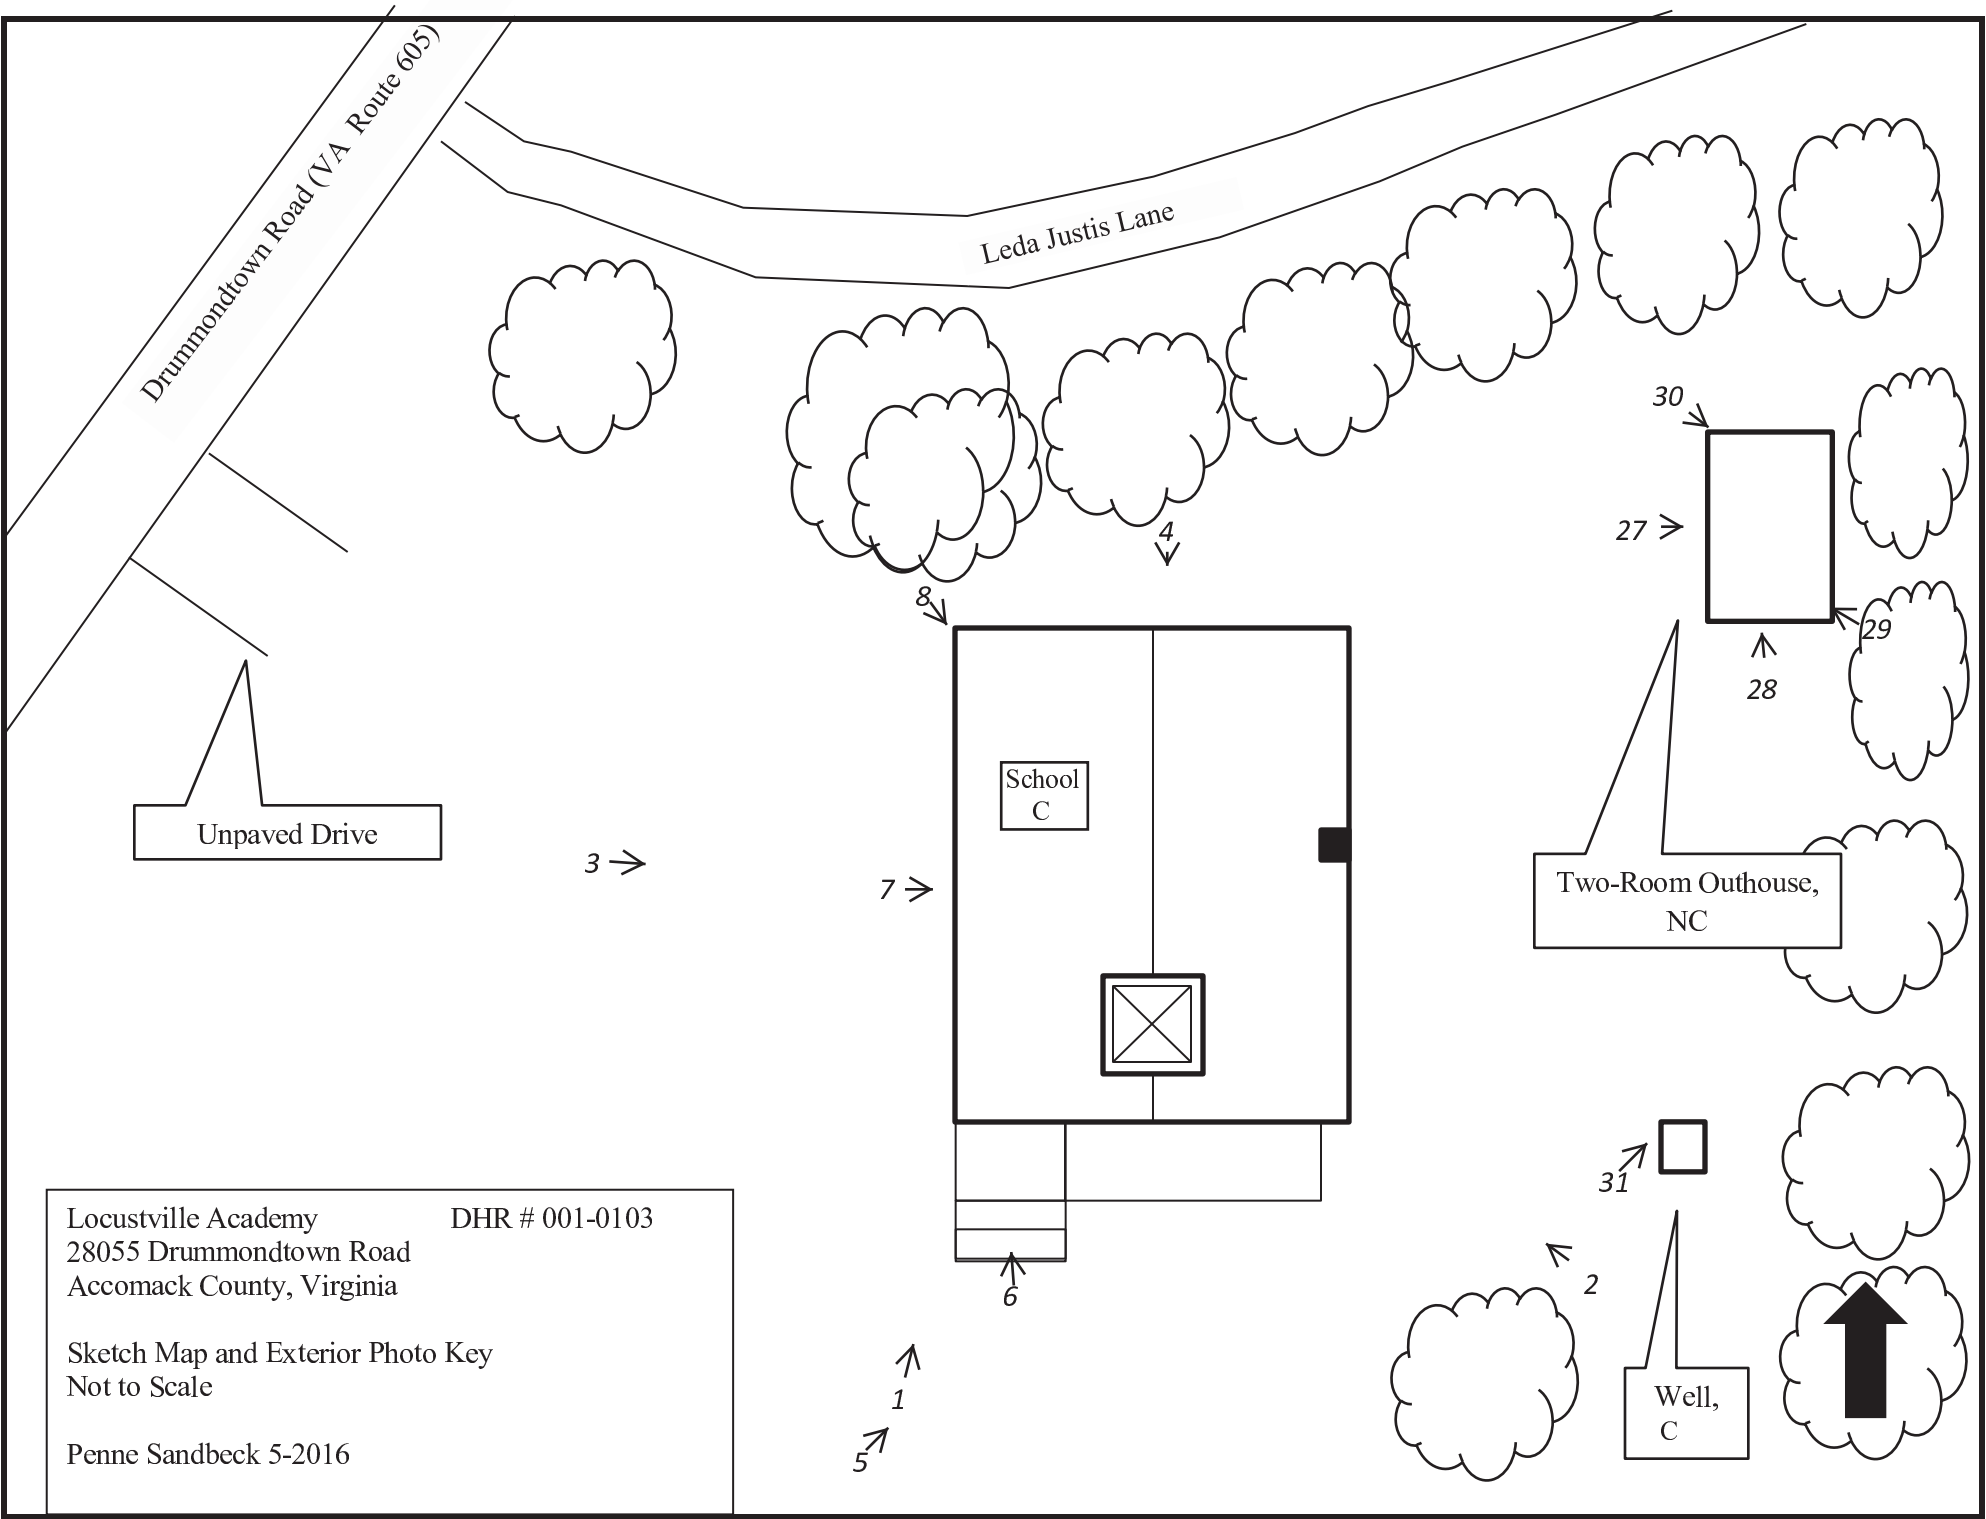 Drummondtown Road (VA Route 605)
Leda Justis Lane
30
27
4
8
29
28
School
C
Unpaved Drive
3
7
Two-Room Outhouse,
NC
31
Locustville Academy DHR # 001-0103
28055 Drummondtown Road
Accomack County, Virginia
Sketch Map and Exterior Photo Key
Not to Scale
Penne Sandbeck 5-2016
2
6
1
5
Well,
C